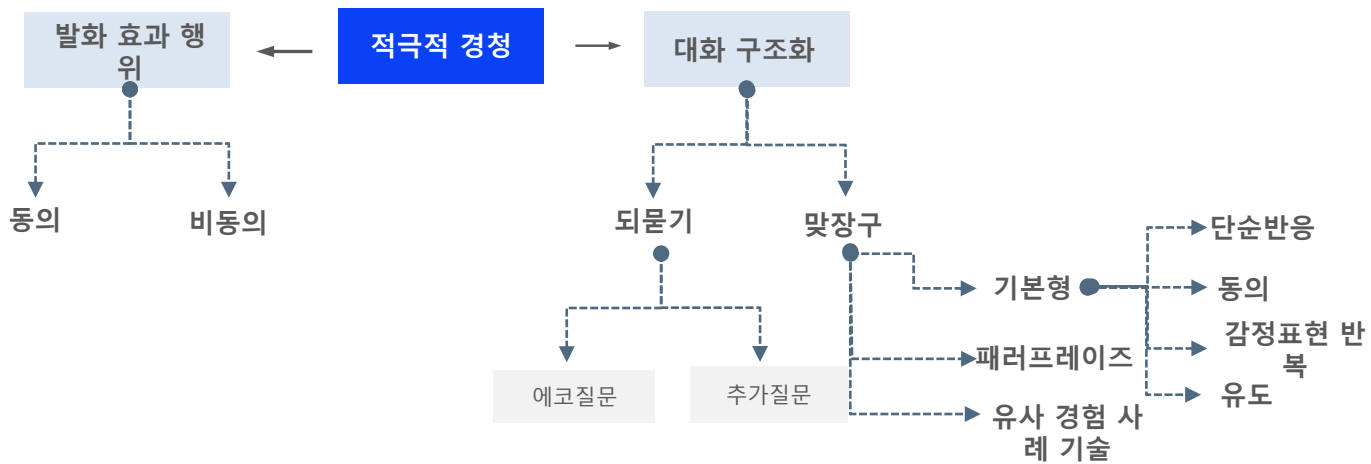 발화 효과 행
위
적극적 경청
대화 구조화
동의
비동의
되묻기
맞장구
단순반응
기본형
동의
감정표현 반
복
패러프레이즈
유도
에코질문
추가질문
유사 경험 사
례 기술